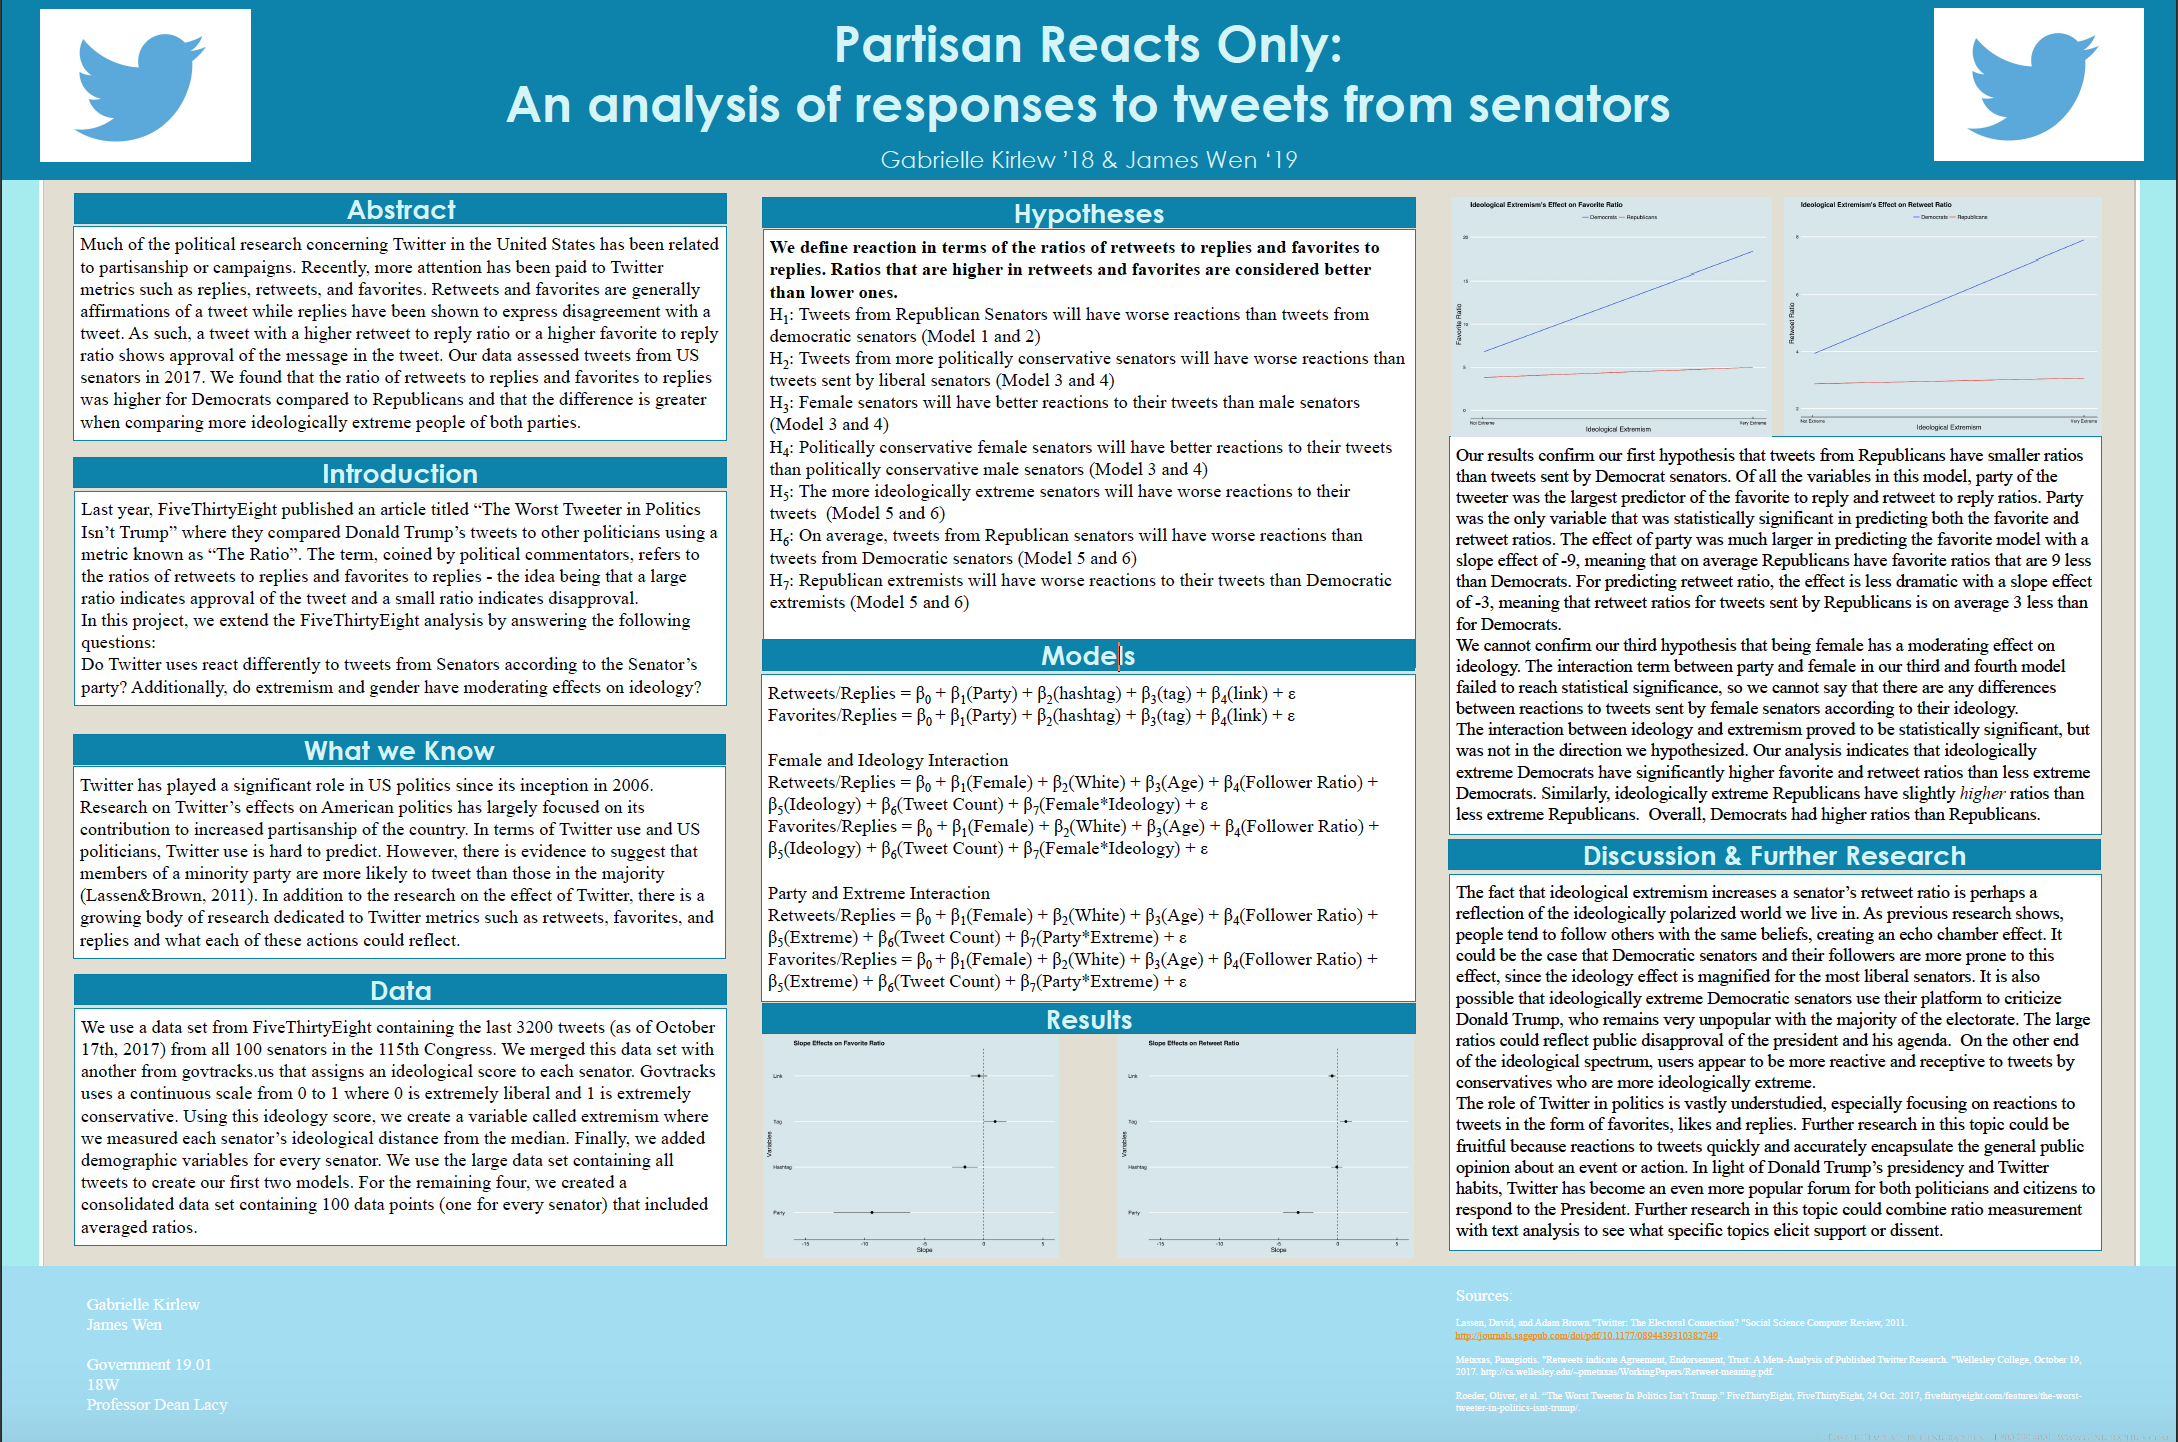 Partisan Reacts Only:
An analysis of responses to tweets from senators
Gabrielle Kirlew ’18 & James Wen ‘19
Abstract
Much of the political research concerning Twitter in the United States has been related
to partisanship or campaigns. Recently, more attention has been paid to Twitter
metrics such as replies, retweets, and favorites. Retweets and favorites are generally
affirmations of a tweet while replies have been shown to express disagreement with a
tweet. As such, a tweet with a higher retweet to reply ratio or a higher favorite to reply
ratio shows approval of the message in the tweet. Our data assessed tweets from US
senators in 2017. We found that the ratio of retweets to replies and favorites to replies
was higher for Democrats compared to Republicans and that the difference is greater
when comparing more ideologically extreme people of both parties.
Introduction
Last year, FiveThirtyEight published an article titled “The Worst Tweeter in Politics
Isn’t Trump” where they compared Donald Trump’s tweets to other politicians using a
metric known as “The Ratio”. The term, coined by political commentators, refers to
the ratios of retweets to replies and favorites to replies - the idea being that a large
ratio indicates approval of the tweet and a small ratio indicates disapproval.
In this project, we extend the FiveThirtyEight analysis by answering the following
questions:
Do Twitter uses react differently to tweets from Senators according to the Senator’s
party? Additionally, do extremism and gender have moderating effects on ideology?
What we Know
Twitter has played a significant role in US politics since its inception in 2006.
Research on Twitter’s effects on American politics has largely focused on its
contribution to increased partisanship of the country. In terms of Twitter use and US
politicians, Twitter use is hard to predict. However, there is evidence to suggest that
members of a minority party are more likely to tweet than those in the majority
(Lassen&Brown, 2011). In addition to the research on the effect of Twitter, there is a
growing body of research dedicated to Twitter metrics such as retweets, favorites, and
replies and what each of these actions could reflect.
Data
We use a data set from FiveThirtyEight containing the last 3200 tweets (as of October
17th, 2017) from all 100 senators in the 115th Congress. We merged this data set with
another from govtracks.us that assigns an ideological score to each senator. Govtracks
uses a continuous scale from 0 to 1 where 0 is extremely liberal and 1 is extremely
conservative. Using this ideology score, we create a variable called extremism where
we measured each senator’s ideological distance from the median. Finally, we added
demographic variables for every senator. We use the large data set containing all
tweets to create our first two models. For the remaining four, we created a
consolidated data set containing 100 data points (one for every senator) that included
averaged ratios.
Hypotheses
We define reaction in terms of the ratios of retweets to replies and favorites to
replies. Ratios that are higher in retweets and favorites are considered better
than lower ones.
H₁: Tweets from Republican Senators will have worse reactions than tweets from
democratic senators (Model 1 and 2)
H₂: Tweets from more politically conservative senators will have worse reactions than
tweets sent by liberal senators (Model 3 and 4)
H₃: Female senators will have better reactions to their tweets than male senators
(Model 3 and 4)
H₄: Politically conservative female senators will have better reactions to their tweets
than politically conservative male senators (Model 3 and 4)
H₅: The more ideologically extreme senators will have worse reactions to their
tweets (Model 5 and 6)
H₆: On average, tweets from Republican senators will have worse reactions than
tweets from Democratic senators (Model 5 and 6)
H₇: Republican extremists will have worse reactions to their tweets than Democratic
extremists (Model 5 and 6)
Models
Retweets/Replies = β₀ + β₁(Party) + β₂(hashtag) + β₃(tag) + β₄(link) + ε
Favorites/Replies = β₀ + β₁(Party) + β₂(hashtag) + β₃(tag) + β₄(link) + ε
Female and Ideology Interaction
Retweets/Replies = β₀ + β₁(Female) + β₂(White) + β₃(Age) + β₄(Follower Ratio) +
β₅(Ideology) + β₆(Tweet Count) + β₇(Female*Ideology) + ε
Favorites/Replies = β₀ + β₁(Female) + β₂(White) + β₃(Age) + β₄(Follower Ratio) +
β₅(Ideology) + β₆(Tweet Count) + β₇(Female*Ideology) + ε
Party and Extreme Interaction
Retweets/Replies = β₀ + β₁(Female) + β₂(White) + β₃(Age) + β₄(Follower Ratio) +
β₅(Extreme) + β₆(Tweet Count) + β₇(Party*Extreme) + ε
Favorites/Replies = β₀ + β₁(Female) + β₂(White) + β₃(Age) + β₄(Follower Ratio) +
β₅(Extreme) + β₆(Tweet Count) + β₇(Party*Extreme) + ε
Results
Slope Effects on Favorite Ratio
Variables
Link
Tag
Hashtag
Party
-15 -10 -5 0 5
Slope
Slope Effects on Retweet Ratio
Variables
Link
Tag
Hashtag
Party
-15 -10 -5 0 5
Slope
Ideological Extremism's Effect on Favorite Ratio
Democrats Republicans
Favorite Ratio
20
15
10
5
0
Not Extreme Very Extreme
Ideological Extremism
Ideological Extremism's Effect on Retweet Ratio
Democrats Republicans
Retweet Ratio
8
6
4
2
Not Extreme Very Extreme
Ideological Extremism
Our results confirm our first hypothesis that tweets from Republicans have smaller ratios
than tweets sent by Democrat senators. Of all the variables in this model, party of the
tweeter was the largest predictor of the favorite to reply and retweet to reply ratios. Party
was the only variable that was statistically significant in predicting both the favorite and
retweet ratios. The effect of party was much larger in predicting the favorite model with a
slope effect of -9, meaning that on average Republicans have favorite ratios that are 9 less
than Democrats. For predicting retweet ratio, the effect is less dramatic with a slope effect
of -3, meaning that retweet ratios for tweets sent by Republicans is on average 3 less than
for Democrats.
We cannot confirm our third hypothesis that being female has a moderating effect on
ideology. The interaction term between party and female in our third and fourth model
failed to reach statistical significance, so we cannot say that there are any differences
between reactions to tweets sent by female senators according to their ideology.
The interaction between ideology and extremism proved to be statistically significant, but
was not in the direction we hypothesized. Our analysis indicates that ideologically
extreme Democrats have significantly higher favorite and retweet ratios than less extreme
Democrats. Similarly, ideologically extreme Republicans have slightly higher ratios than
less extreme Republicans. Overall, Democrats had higher ratios than Republicans.
Discussion & Further Research
The fact that ideological extremism increases a senator’s retweet ratio is perhaps a
reflection of the ideologically polarized world we live in. As previous research shows,
people tend to follow others with the same beliefs, creating an echo chamber effect. It
could be the case that Democratic senators and their followers are more prone to this
effect, since the ideology effect is magnified for the most liberal senators. It is also
possible that ideologically extreme Democratic senators use their platform to criticize
Donald Trump, who remains very unpopular with the majority of the electorate. The large
ratios could reflect public disapproval of the president and his agenda. On the other end
of the ideological spectrum, users appear to be more reactive and receptive to tweets by
conservatives who are more ideologically extreme.
The role of Twitter in politics is vastly understudied, especially focusing on reactions to
tweets in the form of favorites, likes and replies. Further research in this topic could be
fruitful because reactions to tweets quickly and accurately encapsulate the general public
opinion about an event or action. In light of Donald Trump’s presidency and Twitter
habits, Twitter has become an even more popular forum for both politicians and citizens to
respond to the President. Further research in this topic could combine ratio measurement
with text analysis to see what specific topics elicit support or dissent.
Gabrielle Kirlew
James Wen
Government 19.01
18W
Professor Dean Lacy
Sources:
Lassen, David, and Adam Brown."Twitter: The Electoral Connection? "Social Science Computer Review, 2011.
http://journals.sagepub.com/doi/pdf/10.1177/0894439310382749
Metaxas, Panagiotis. "Retweets indicate Agreement, Endorsement, Trust: A Meta-Analysis of Published Twitter Research. "Wellesley College, October 19,
2017. http://cs.wellesley.edu/~pmetaxas/WorkingPapers/Retweet-meaning.pdf.
Roeder, Oliver, et al. “The Worst Tweeter In Politics Isn’t Trump.” FiveThirtyEight, FiveThirtyEight, 24 Oct. 2017, fivethirtyeight.com/features/the-worst-
tweeter-in-politics-isnt-trump/.